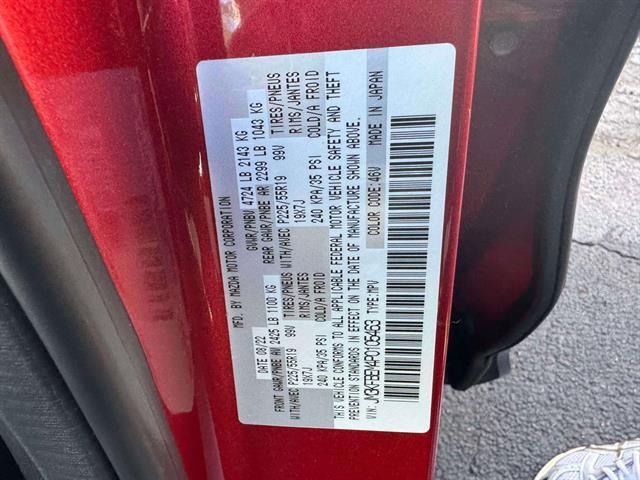 MFD. BY MAZDA MOTOR CORPORATION
DATE 08/22 GVWR/PNBV 4724 LB 2143 KG
FRONT GAWR/PNBE AV 2425 LB 1100 KG REAR GAWR/PNBE AR 2299 LB 1043 KG
TIRES/PNEUS WITH/AVEC P225/55R19 99V TIRES/PNEUS WITH/AVEC P225/55R19 99V TIRES/PNEUS
RIMS/JANTES 19X7J RIMS/JANTES
240 KPA/35 PSI COLD/A FROID 240 KPA/35 PSI COLD/A FROID
THIS VEHICLE CONFORMS TO ALL APPLICABLE FEDERAL MOTOR VEHICLE SAFETY AND THEFT
PREVENTION STANDARDS IN EFFECT ON THE DATE OF MANUFACTURE SHOWN ABOVE.
VIN: TYPE:MPV COLOR CODE:46V MADE IN JAPAN